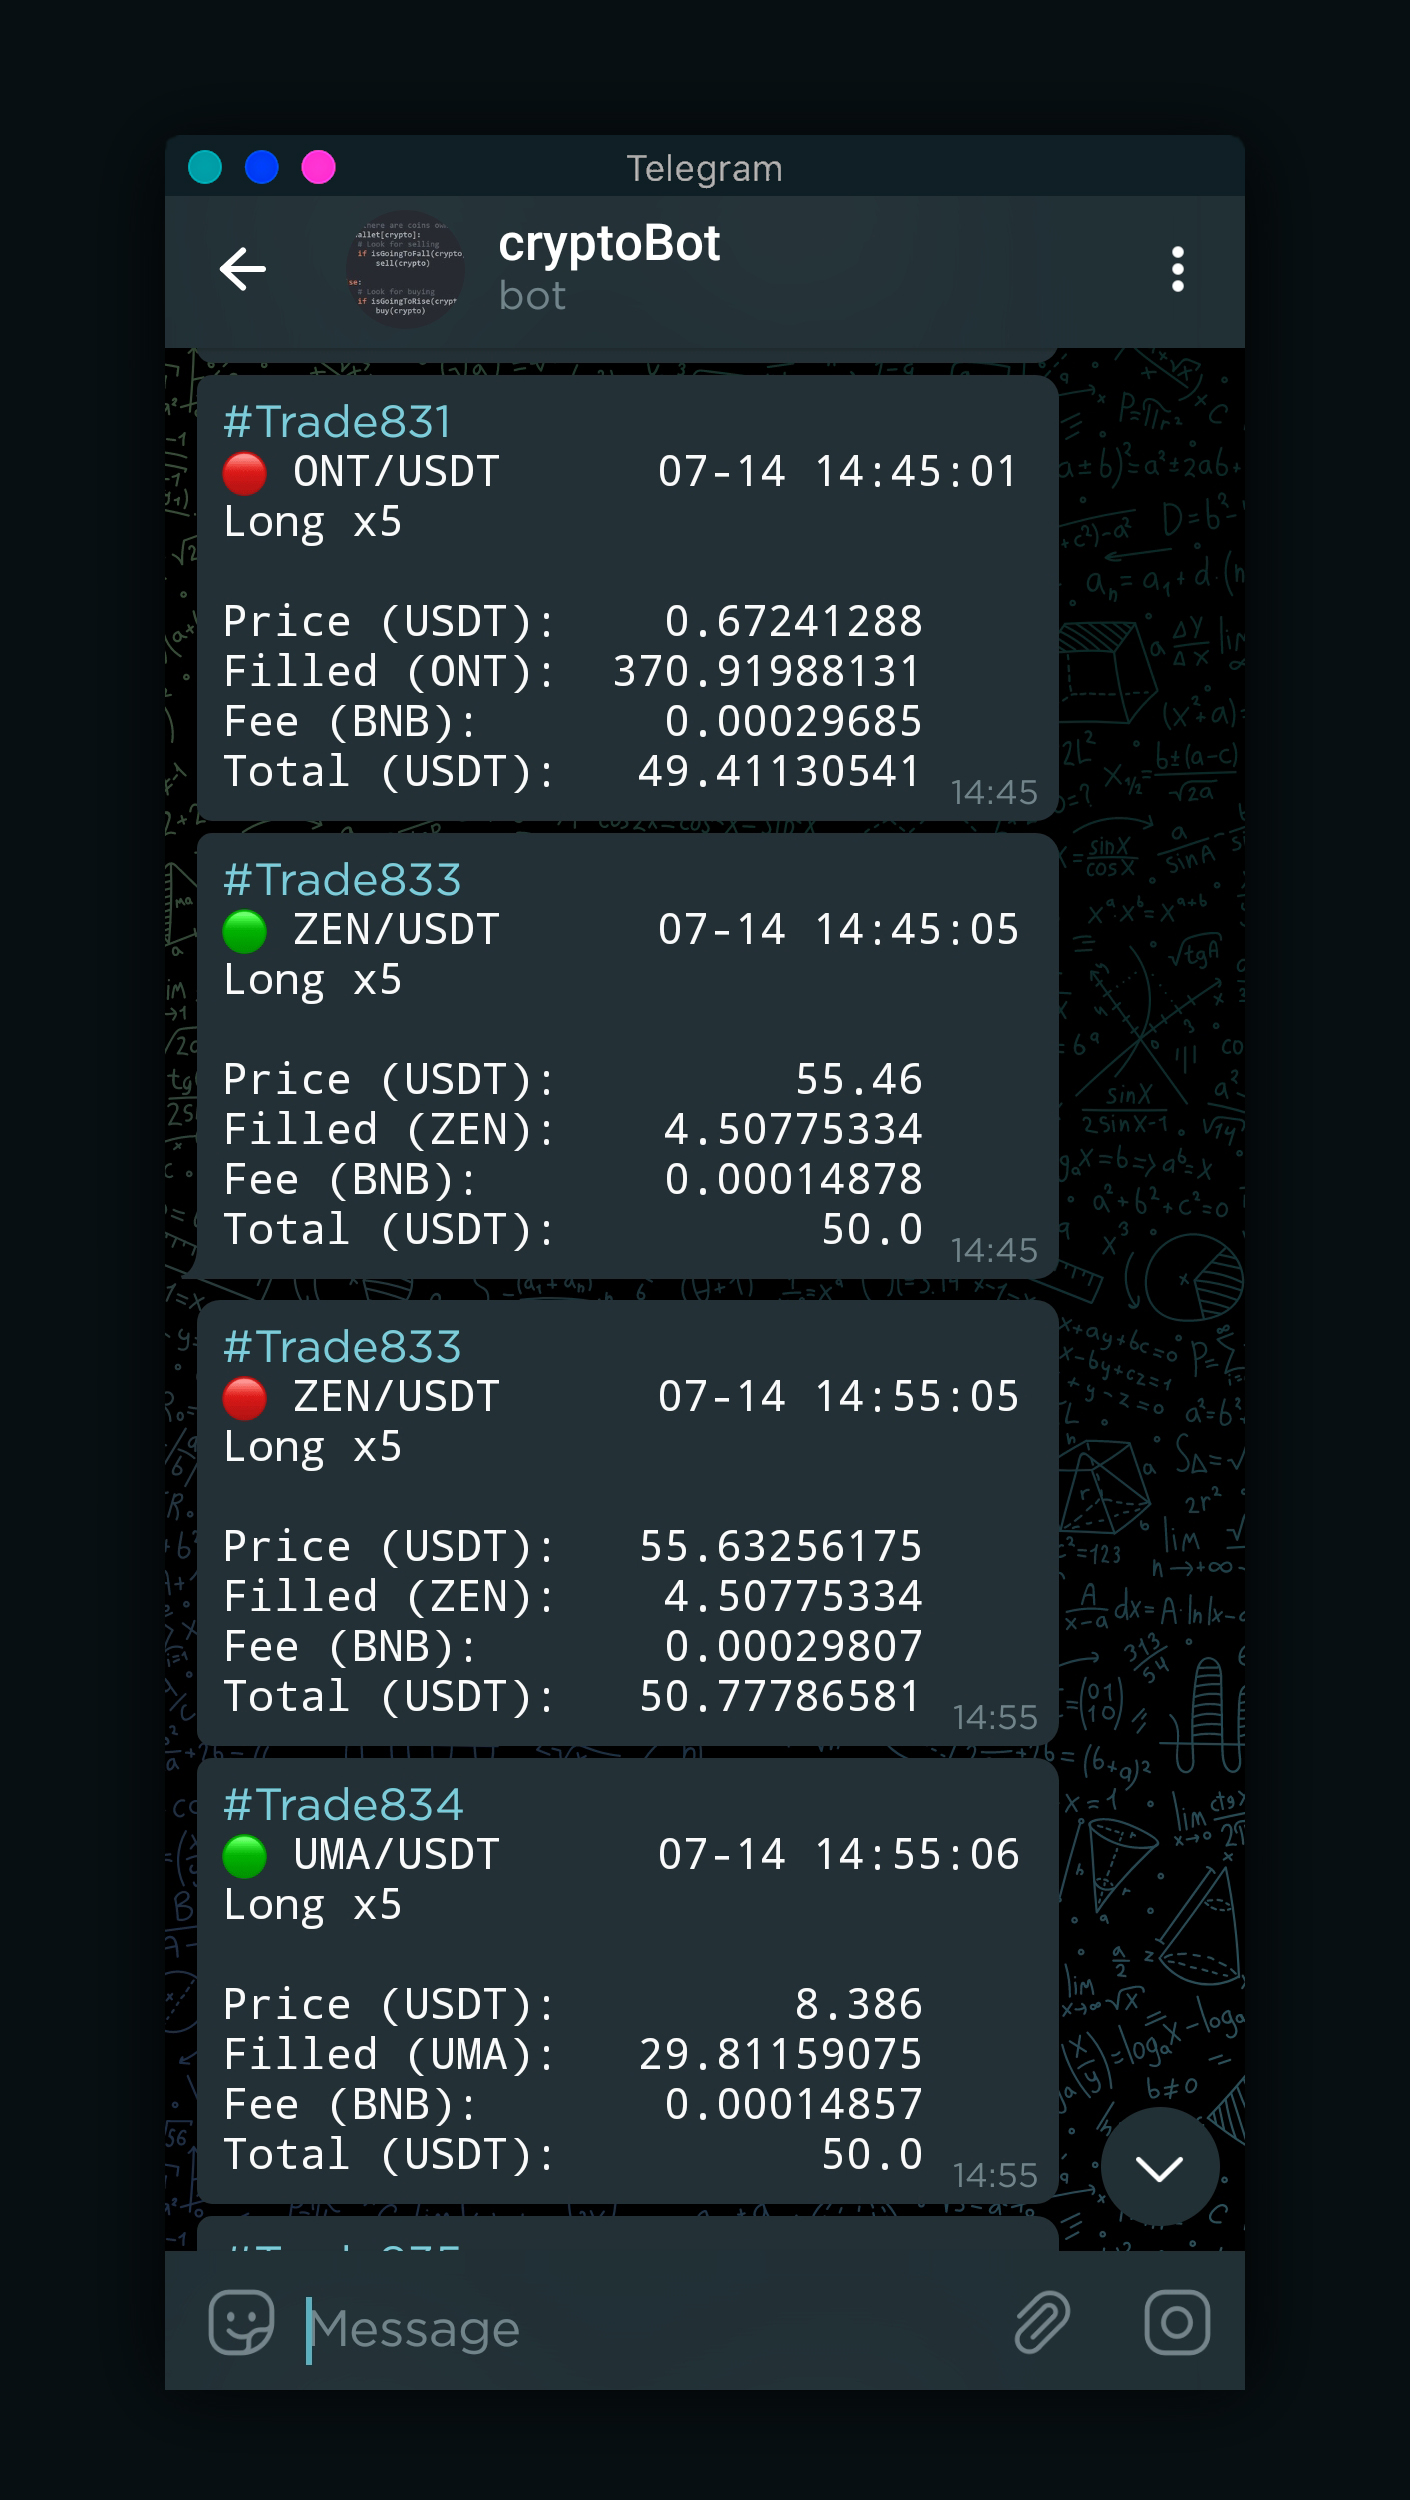 Telegram
cryptoBot
bot
#Trade831
ONT/USDT 07-14 14:45:01
Long x5
Price (USDT): 0.67241288
Filled (ONT): 370.91988131
Fee (BNB): 0.00029685
Total (USDT): 49.41130541
14:45
#Trade833
ZEN/USDT 07-14 14:45:05
Long x5
Price (USDT): 55.46
Filled (ZEN): 4.50775334
Fee (BNB): 0.00014878
Total (USDT): 50.0
14:45
#Trade833
ZEN/USDT 07-14 14:55:05
Long x5
Price (USDT): 55.63256175
Filled (ZEN): 4.50775334
Fee (BNB): 0.00029807
Total (USDT): 50.77786581
14:55
#Trade834
UMA/USDT 07-14 14:55:06
Long x5
Price (USDT): 8.386
Filled (UMA): 29.81159075
Fee (BNB): 0.00014857
Total (USDT): 50.0
14:55
Message